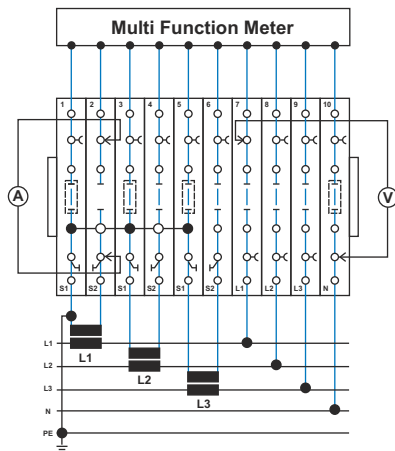 Multi Function Meter
1 2 3 4 5 6 7 8 9 10
A V
S1 S2 S1 S2 S1 S2 L1 L2 L3 N
L1
L1
L2
L2
L3
L3
N
PE